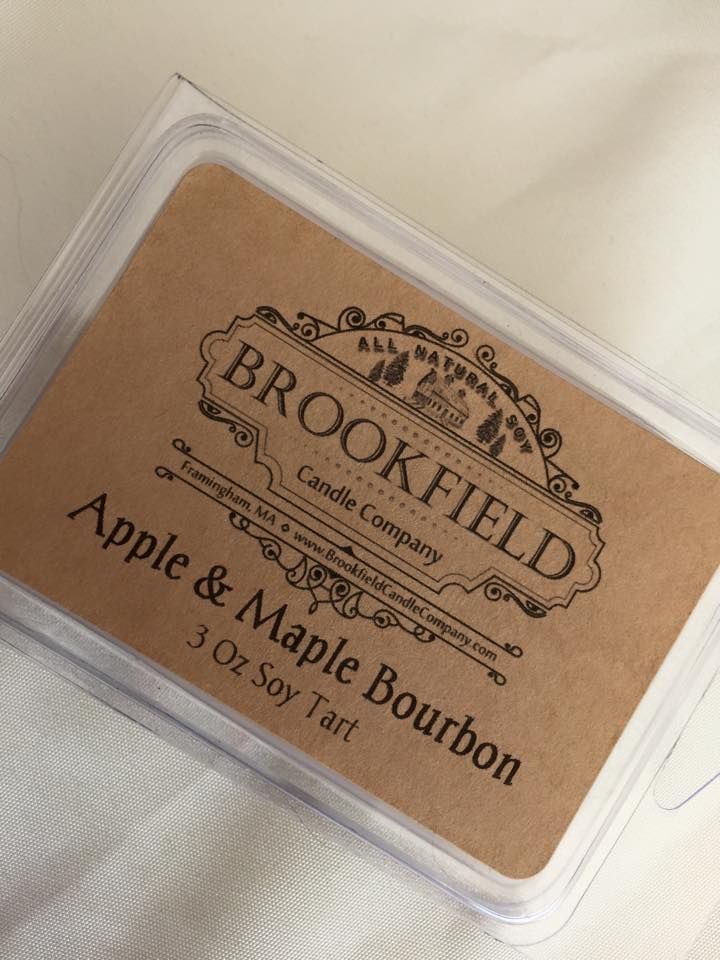 ALL NATURAL SOY
BROOKFIELD
Candle Company
Framingham, MA ◆ www.BrookfieldCandleCompany.com
Apple & Maple Bourbon
3 Oz Soy Tart